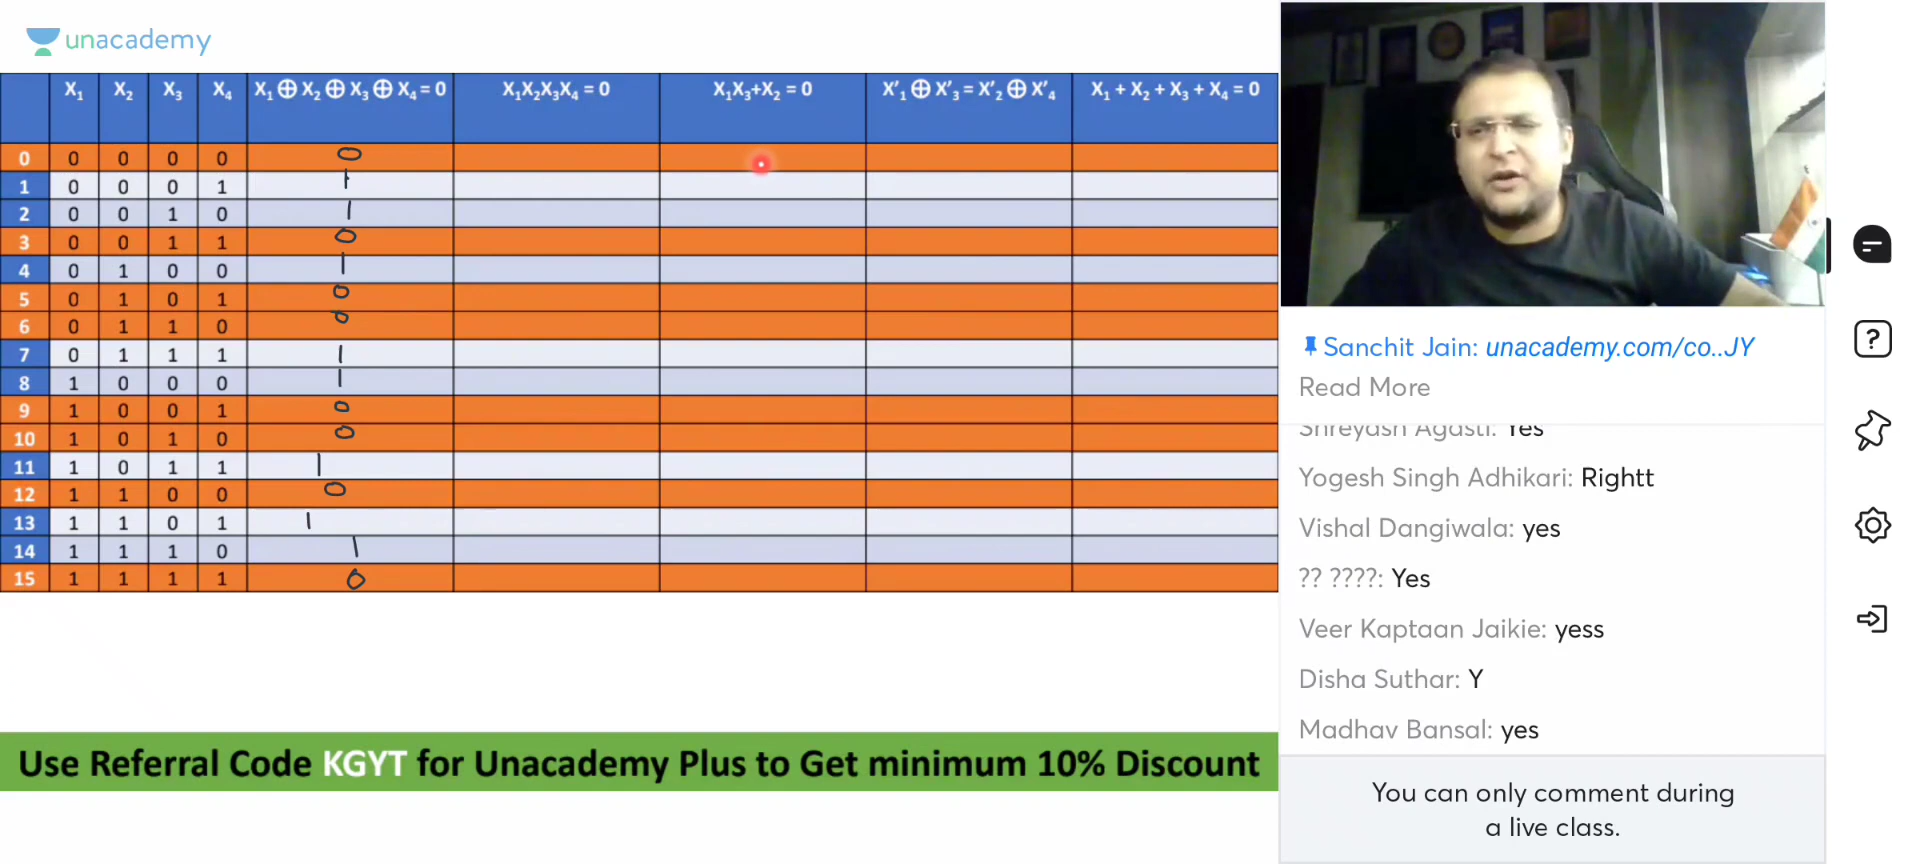 unacademy
X₁ X₂ X₃ X₄ X₁ ⊕ X₂ ⊕ X₃ ⊕ X₄ = 0 X₁X₂X₃X₄ = 0 X₁X₃+X₂ = 0 X'₁ ⊕ X'₃ = X'₂ ⊕ X'₄ X₁ + X₂ + X₃ + X₄ = 0
0 0 0 0 0 0
1 0 0 0 1 1
2 0 0 1 0 1
3 0 0 1 1 0
4 0 1 0 0 1
5 0 1 0 1 0
6 0 1 1 0 0
7 0 1 1 1 1
8 1 0 0 0 1
9 1 0 0 1 0
10 1 0 1 0 0
11 1 0 1 1 1
12 1 1 0 0 0
13 1 1 0 1 1
14 1 1 1 0 1
15 1 1 1 1 0
Use Referral Code KGYT for Unacademy Plus to Get minimum 10% Discount
Sanchit Jain: unacademy.com/co..JY
Read More
Shreyash Agasti: Yes
Yogesh Singh Adhikari: Rightt
Vishal Dangiwala: yes
?? ????: Yes
Veer Kaptaan Jaikie: yess
Disha Suthar: Y
Madhav Bansal: yes
You can only comment during
a live class.